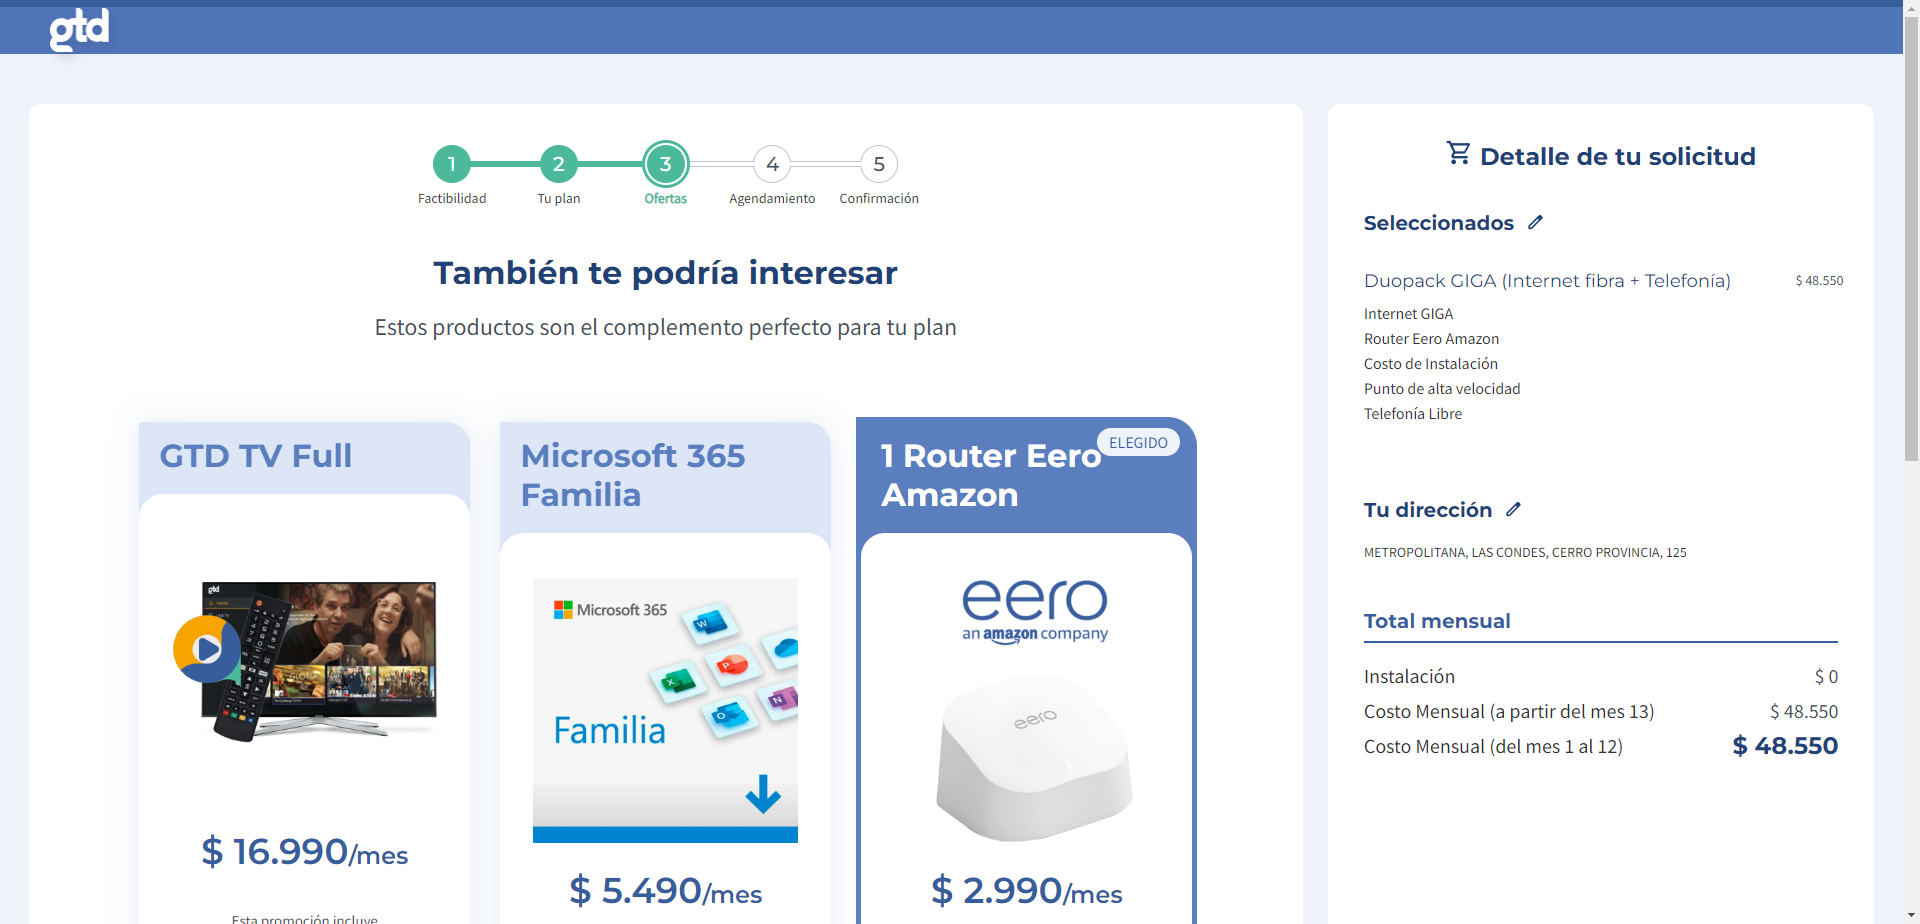 gtd
1
2
3
4
5
Factibilidad
Tu plan
Ofertas
Agendamiento
Confirmación
También te podría interesar
Estos productos son el complemento perfecto para tu plan
GTD TV Full
gtd
HOME
GLORIA
$ 16.990/mes
Esta promoción incluye
Microsoft 365
Familia
Microsoft 365
W
P
X
N
O
Familia
$ 5.490/mes
1 Router Eero
Amazon
ELEGIDO
eero
an amazon company
eero
$ 2.990/mes
Detalle de tu solicitud
Seleccionados
Duopack GIGA (Internet fibra + Telefonía) $ 48.550
Internet GIGA
Router Eero Amazon
Costo de Instalación
Punto de alta velocidad
Telefonía Libre
Tu dirección
METROPOLITANA, LAS CONDES, CERRO PROVINCIA, 125
Total mensual
Instalación $ 0
Costo Mensual (a partir del mes 13) $ 48.550
Costo Mensual (del mes 1 al 12) $ 48.550